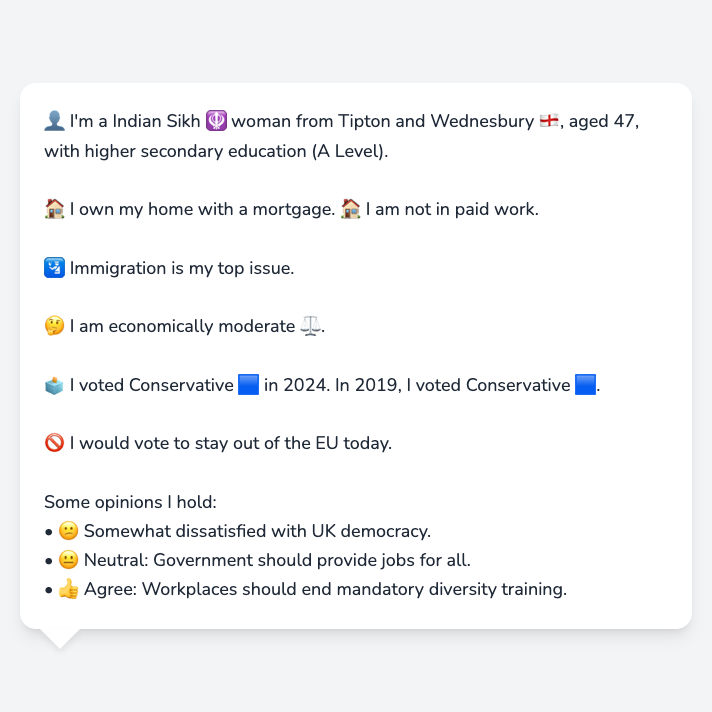 👤 I'm a Indian Sikh 🪯 woman from Tipton and Wednesbury 🏴󠁧󠁢󠁥󠁮󠁧󠁿, aged 47,
with higher secondary education (A Level).
🏠 I own my home with a mortgage. 🏠 I am not in paid work.
🛂 Immigration is my top issue.
🤔 I am economically moderate ⚖️.
🗳️ I voted Conservative 🟦 in 2024. In 2019, I voted Conservative 🟦.
🚫 I would vote to stay out of the EU today.
Some opinions I hold:
• 🙁 Somewhat dissatisfied with UK democracy.
• 😐 Neutral: Government should provide jobs for all.
• 👍 Agree: Workplaces should end mandatory diversity training.